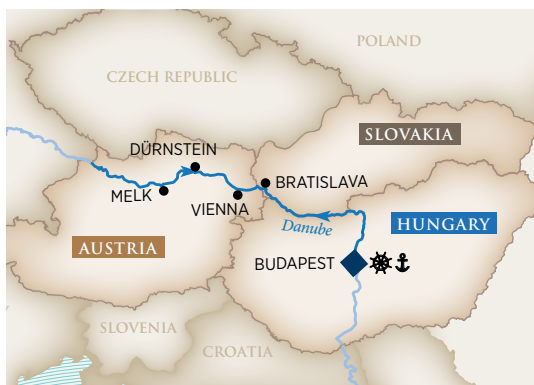 POLAND
CZECH REPUBLIC
SLOVAKIA
DÜRNSTEIN
BRATISLAVA
MELK
VIENNA
HUNGARY
Danube
AUSTRIA
BUDAPEST
SLOVENIA
CROATIA